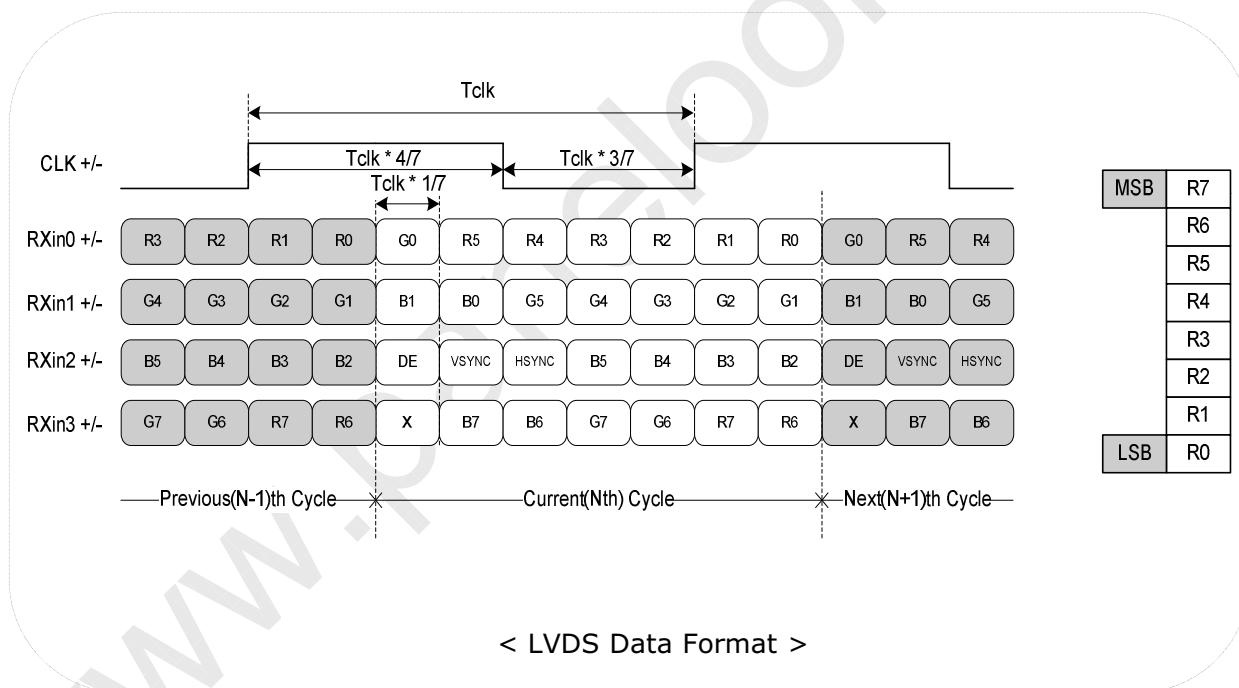 Tclk
CLK +/-
Tclk * 4/7
Tclk * 3/7
Tclk * 1/7
RXin0 +/- R3 R2 R1 R0 G0 R5 R4 R3 R2 R1 R0 G0 R5 R4
RXin1 +/- G4 G3 G2 G1 B1 B0 G5 G4 G3 G2 G1 B1 B0 G5
RXin2 +/- B5 B4 B3 B2 DE VSYNC HSYNC B5 B4 B3 B2 DE VSYNC HSYNC
RXin3 +/- G7 G6 R7 R6 X B7 B6 G7 G6 R7 R6 X B7 B6
Previous(N-1)th Cycle Current(Nth) Cycle Next(N+1)th Cycle
MSB R7
R6
R5
R4
R3
R2
R1
LSB R0
< LVDS Data Format >